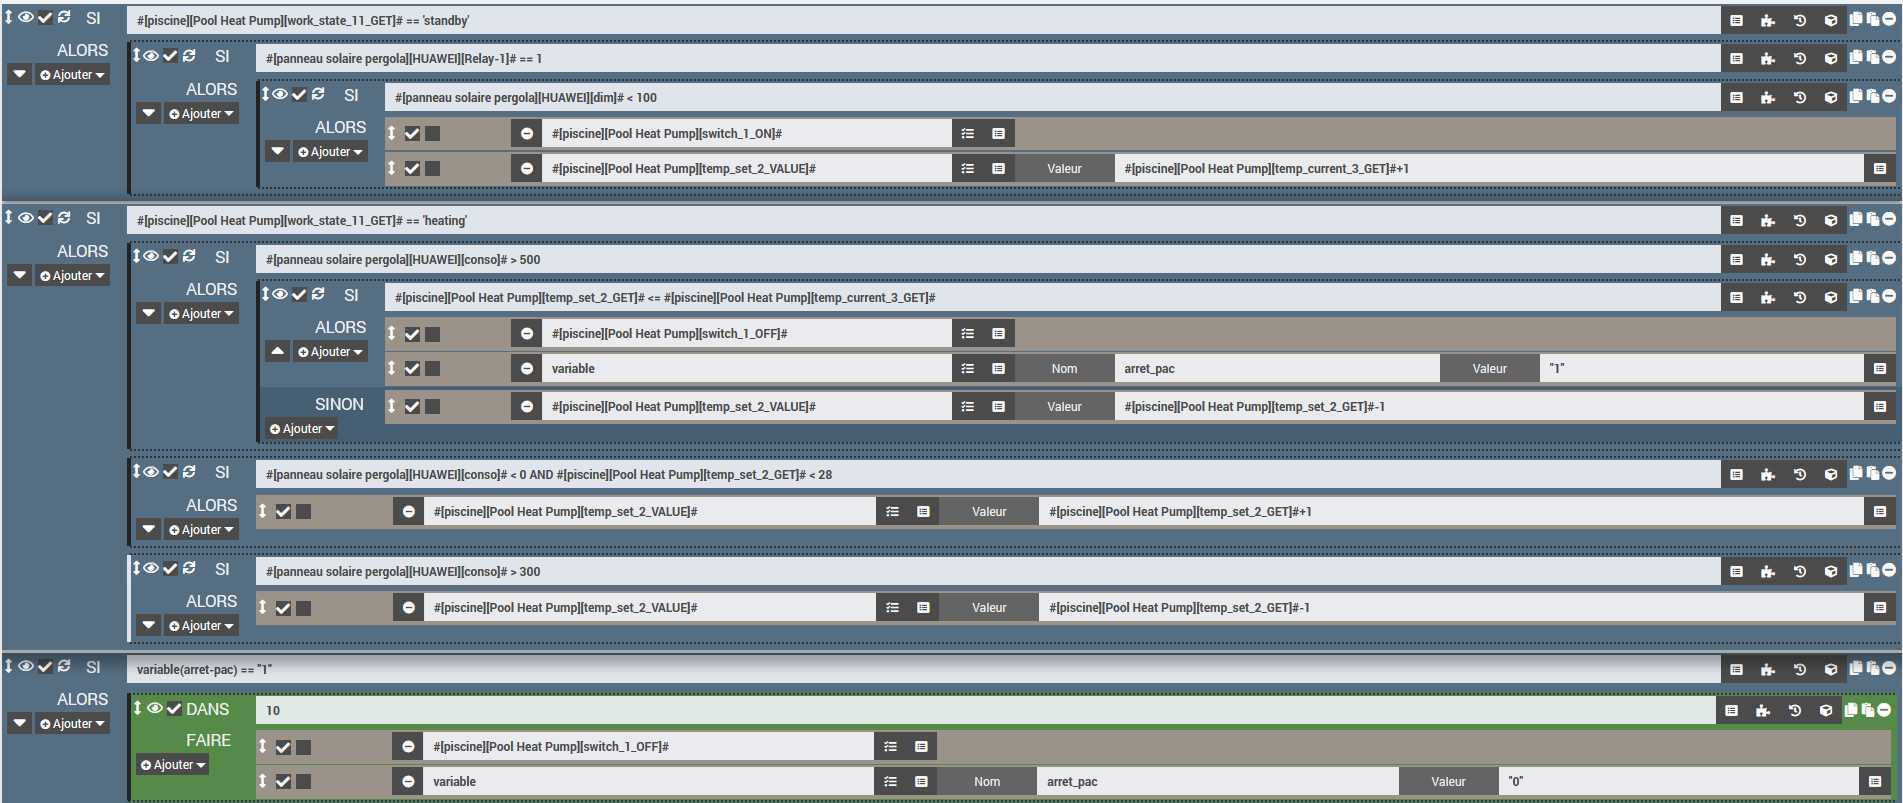 SI #[piscine][Pool Heat Pump][work_state_11_GET]# == 'standby'
ALORS
Ajouter
SI #[panneau solaire pergola][HUAWEI][Relay-1]# == 1
ALORS
Ajouter
SI #[panneau solaire pergola][HUAWEI][dim]# < 100
ALORS
Ajouter
#[piscine][Pool Heat Pump][switch_1_ON]#
#[piscine][Pool Heat Pump][temp_set_2_VALUE]# Valeur #[piscine][Pool Heat Pump][temp_current_3_GET]#+1
SI #[piscine][Pool Heat Pump][work_state_11_GET]# == 'heating'
ALORS
Ajouter
SI #[panneau solaire pergola][HUAWEI][conso]# > 500
ALORS
Ajouter
SI #[piscine][Pool Heat Pump][temp_set_2_GET]# <= #[piscine][Pool Heat Pump][temp_current_3_GET]#
ALORS
Ajouter
#[piscine][Pool Heat Pump][switch_1_OFF]#
variable Nom arret_pac Valeur "1"
SINON
Ajouter
#[piscine][Pool Heat Pump][temp_set_2_VALUE]# Valeur #[piscine][Pool Heat Pump][temp_set_2_GET]#-1
SI #[panneau solaire pergola][HUAWEI][conso]# < 0 AND #[piscine][Pool Heat Pump][temp_set_2_GET]# < 28
ALORS
Ajouter
#[piscine][Pool Heat Pump][temp_set_2_VALUE]# Valeur #[piscine][Pool Heat Pump][temp_set_2_GET]#+1
SI #[panneau solaire pergola][HUAWEI][conso]# > 300
ALORS
Ajouter
#[piscine][Pool Heat Pump][temp_set_2_VALUE]# Valeur #[piscine][Pool Heat Pump][temp_set_2_GET]#-1
SI variable(arret-pac) == "1"
ALORS
Ajouter
DANS 10
FAIRE
Ajouter
#[piscine][Pool Heat Pump][switch_1_OFF]#
variable Nom arret_pac Valeur "0"